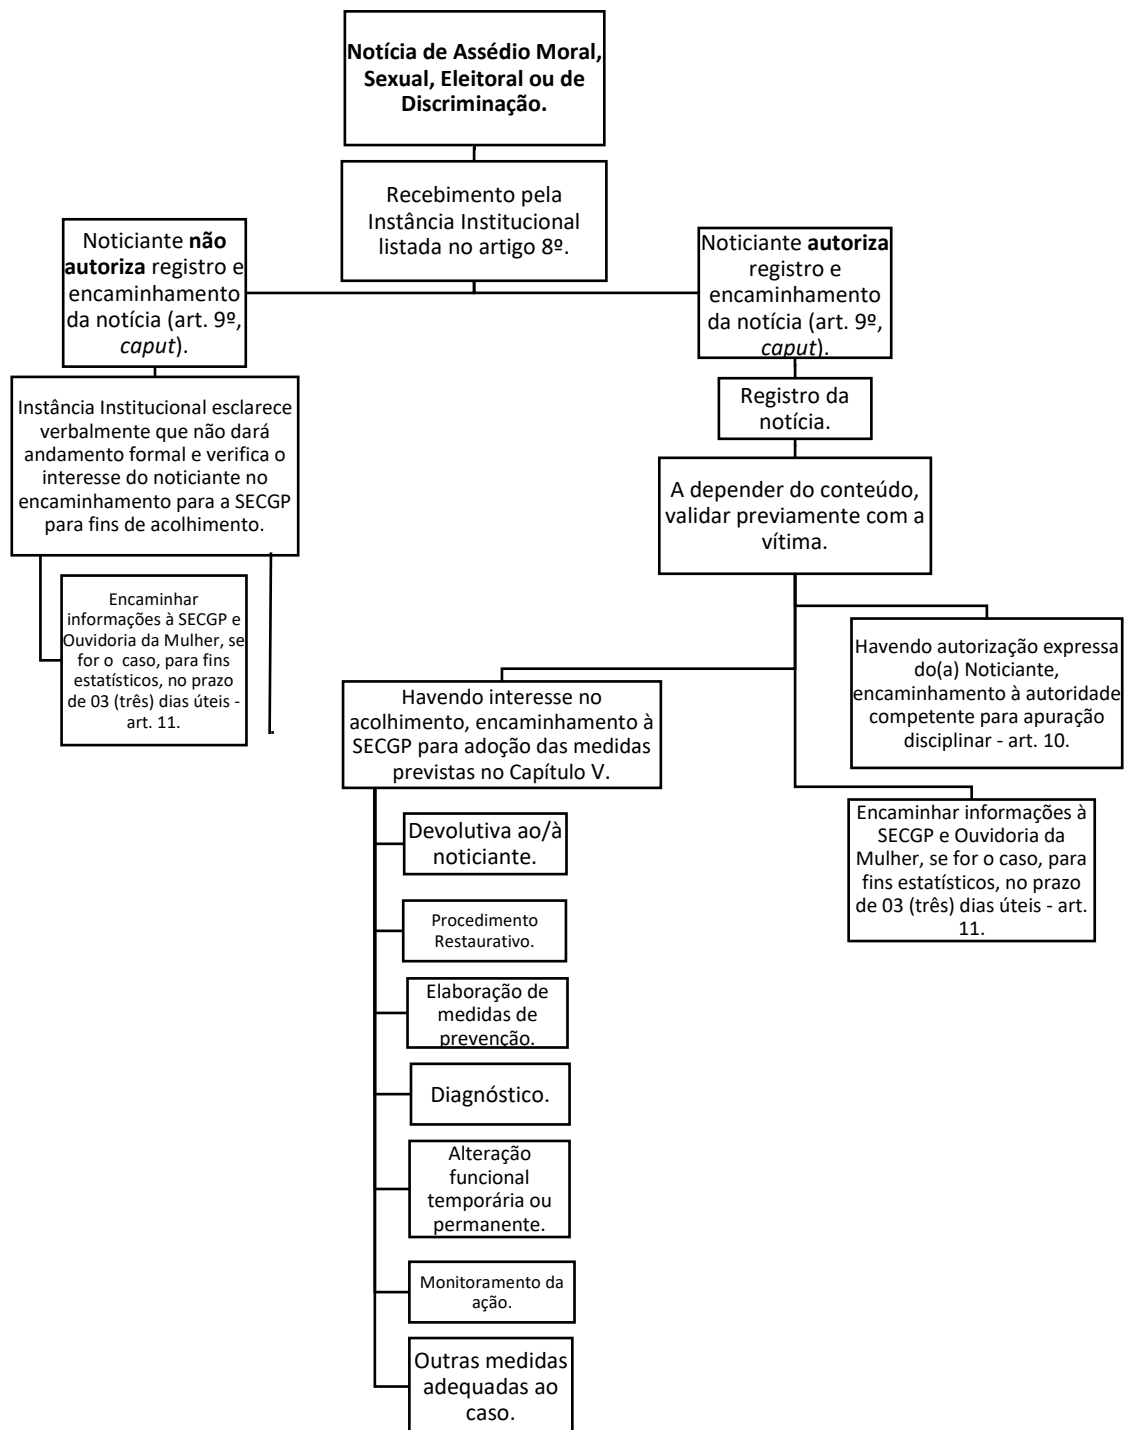 Notícia de Assédio Moral,
Sexual, Eleitoral ou de
Discriminação.
Recebimento pela
Instância Institucional
listada no artigo 8º.
Noticiante não
autoriza registro e
encaminhamento
da notícia (art. 9º,
caput).
Noticiante autoriza
registro e
encaminhamento
da notícia (art. 9º,
caput).
Instância Institucional esclarece
verbalmente que não dará
andamento formal e verifica o
interesse do noticiante no
encaminhamento para a SECGP
para fins de acolhimento.
Registro da
notícia.
A depender do conteúdo,
validar previamente com a
vítima.
Encaminhar
informações à SECGP e
Ouvidoria da Mulher, se
for o caso, para fins
estatísticos, no prazo
de 03 (três) dias úteis -
art. 11.
Havendo autorização expressa
do(a) Noticiante,
encaminhamento à autoridade
competente para apuração
disciplinar - art. 10.
Havendo interesse no
acolhimento, encaminhamento à
SECGP para adoção das medidas
previstas no Capítulo V.
Encaminhar informações à
SECGP e Ouvidoria da
Mulher, se for o caso, para
fins estatísticos, no prazo
de 03 (três) dias úteis - art.
11.
Devolutiva ao/à
noticiante.
Procedimento
Restaurativo.
Elaboração de
medidas de
prevenção.
Diagnóstico.
Alteração
funcional
temporária ou
permanente.
Monitoramento da
ação.
Outras medidas
adequadas ao
caso.